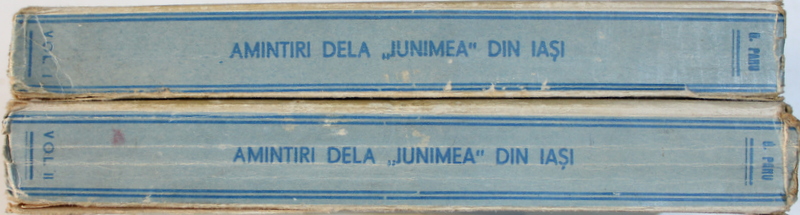 VOL. I
AMINTIRI DELA „JUNIMEA" DIN IAȘI
G. PANU
VOL. II
AMINTIRI DELA „JUNIMEA" DIN IAȘI
G. PANU